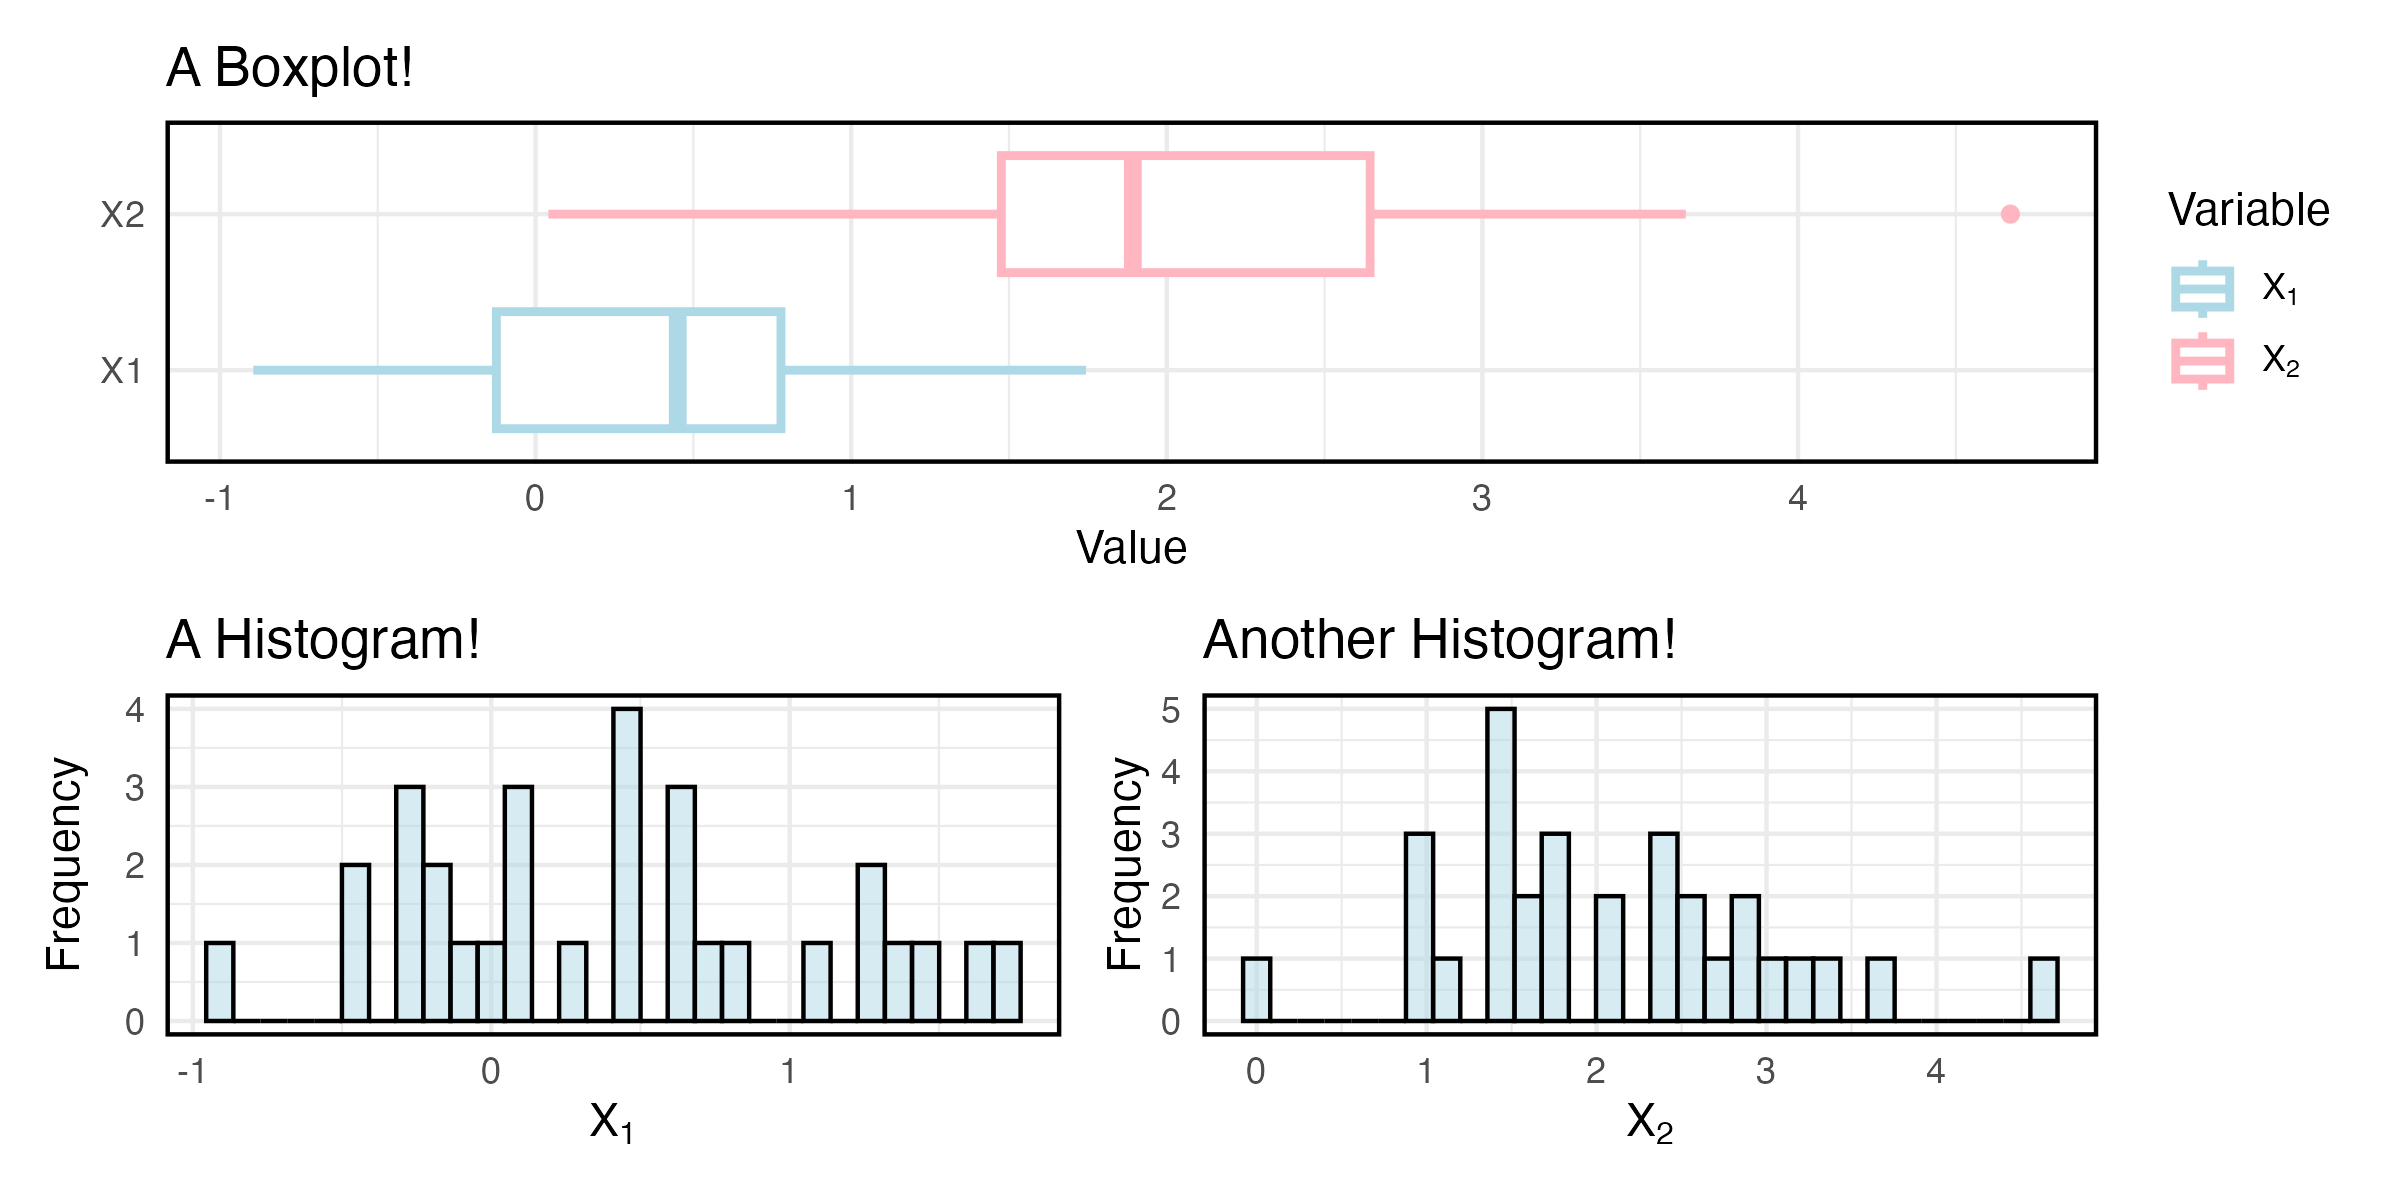 A Boxplot!
X2
X1
-1 0 1 2 3 4
Value
Variable
X₁
X₂
A Histogram!
Frequency
4
3
2
1
0
-1 0 1
X₁
Another Histogram!
Frequency
5
4
3
2
1
0
0 1 2 3 4
X₂